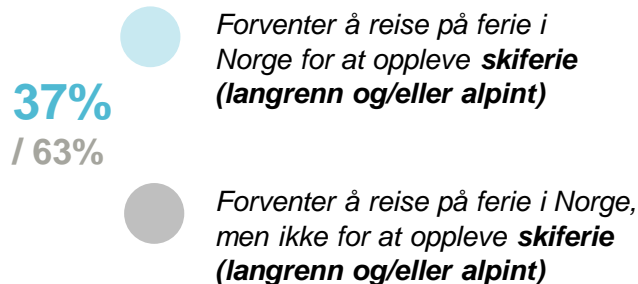 Forventer å reise på ferie i
Norge for at oppleve skiferie
(langrenn og/eller alpint)
37%
/ 63%
Forventer å reise på ferie i Norge,
men ikke for at oppleve skiferie
(langrenn og/eller alpint)